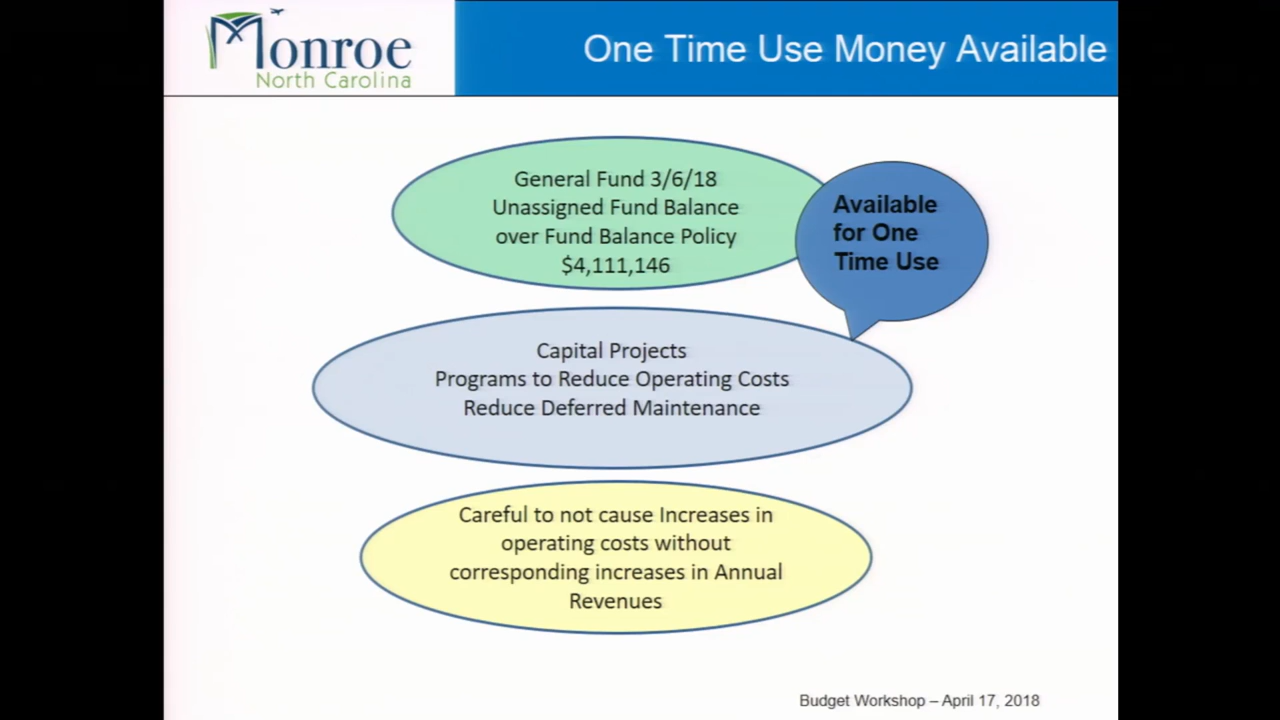 Monroe
North Carolina
One Time Use Money Available
General Fund 3/6/18
Unassigned Fund Balance
over Fund Balance Policy
$4,111,146
Available
for One
Time Use
Capital Projects
Programs to Reduce Operating Costs
Reduce Deferred Maintenance
Careful to not cause Increases in
operating costs without
corresponding increases in Annual
Revenues
Budget Workshop – April 17, 2018